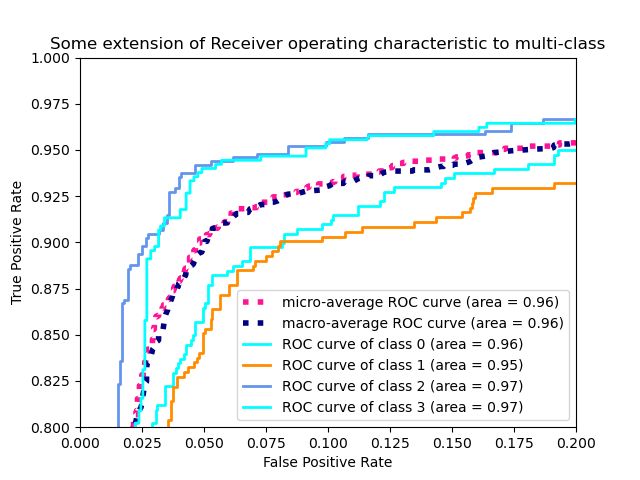 Some extension of Receiver operating characteristic to multi-class
1.000
0.975
0.950
0.925
0.900
0.875
0.850
0.825
0.800
True Positive Rate
micro-average ROC curve (area = 0.96)
macro-average ROC curve (area = 0.96)
ROC curve of class 0 (area = 0.96)
ROC curve of class 1 (area = 0.95)
ROC curve of class 2 (area = 0.97)
ROC curve of class 3 (area = 0.97)
0.000 0.025 0.050 0.075 0.100 0.125 0.150 0.175 0.200
False Positive Rate